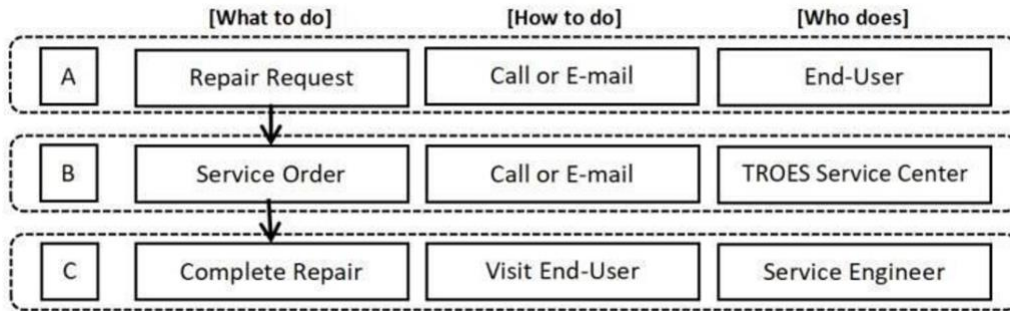 [What to do] [How to do] [Who does]
A Repair Request Call or E-mail End-User
B Service Order Call or E-mail TROES Service Center
C Complete Repair Visit End-User Service Engineer